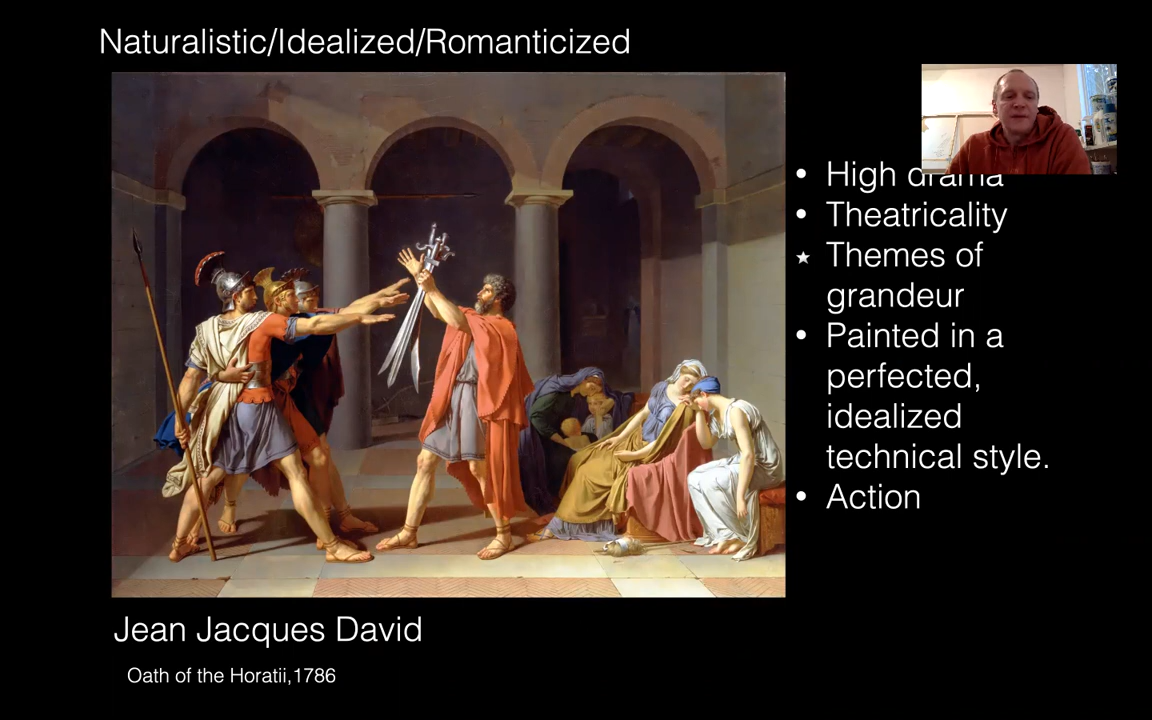 Naturalistic/Idealized/Romanticized
• High drama
• Theatricality
★ Themes of
grandeur
• Painted in a
perfected,
idealized
technical style.
• Action
Jean Jacques David
Oath of the Horatii,1786